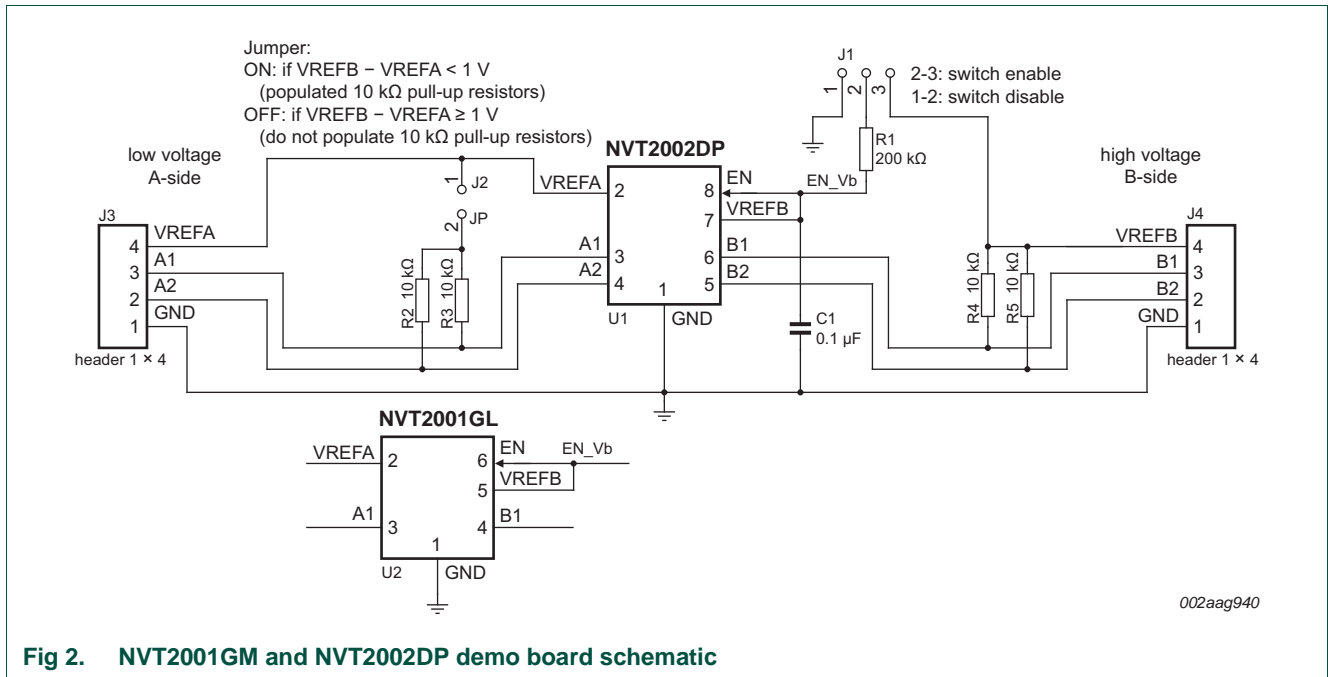 Jumper:
ON: if VREFB − VREFA < 1 V
(populated 10 kΩ pull-up resistors)
OFF: if VREFB − VREFA ≥ 1 V
(do not populate 10 kΩ pull-up resistors)
J1
1
2
3
2-3: switch enable
1-2: switch disable
R1
200 kΩ
low voltage
A-side
high voltage
B-side
NVT2002DP
VREFA
2
8
EN
EN_Vb
7
VREFB
A1
3
6
B1
A2
4
5
B2
1
U1
GND
1
J2
JP
2
R2 10 kΩ
R3 10 kΩ
C1
0.1 μF
R4 10 kΩ
R5 10 kΩ
J3
4
VREFA
3
A1
2
A2
1
GND
header 1 × 4
J4
VREFB
4
B1
3
B2
2
GND
1
header 1 × 4
NVT2001GL
VREFA
2
6
EN
EN_Vb
5
VREFB
A1
3
4
B1
1
U2
GND
002aag940
Fig 2. NVT2001GM and NVT2002DP demo board schematic